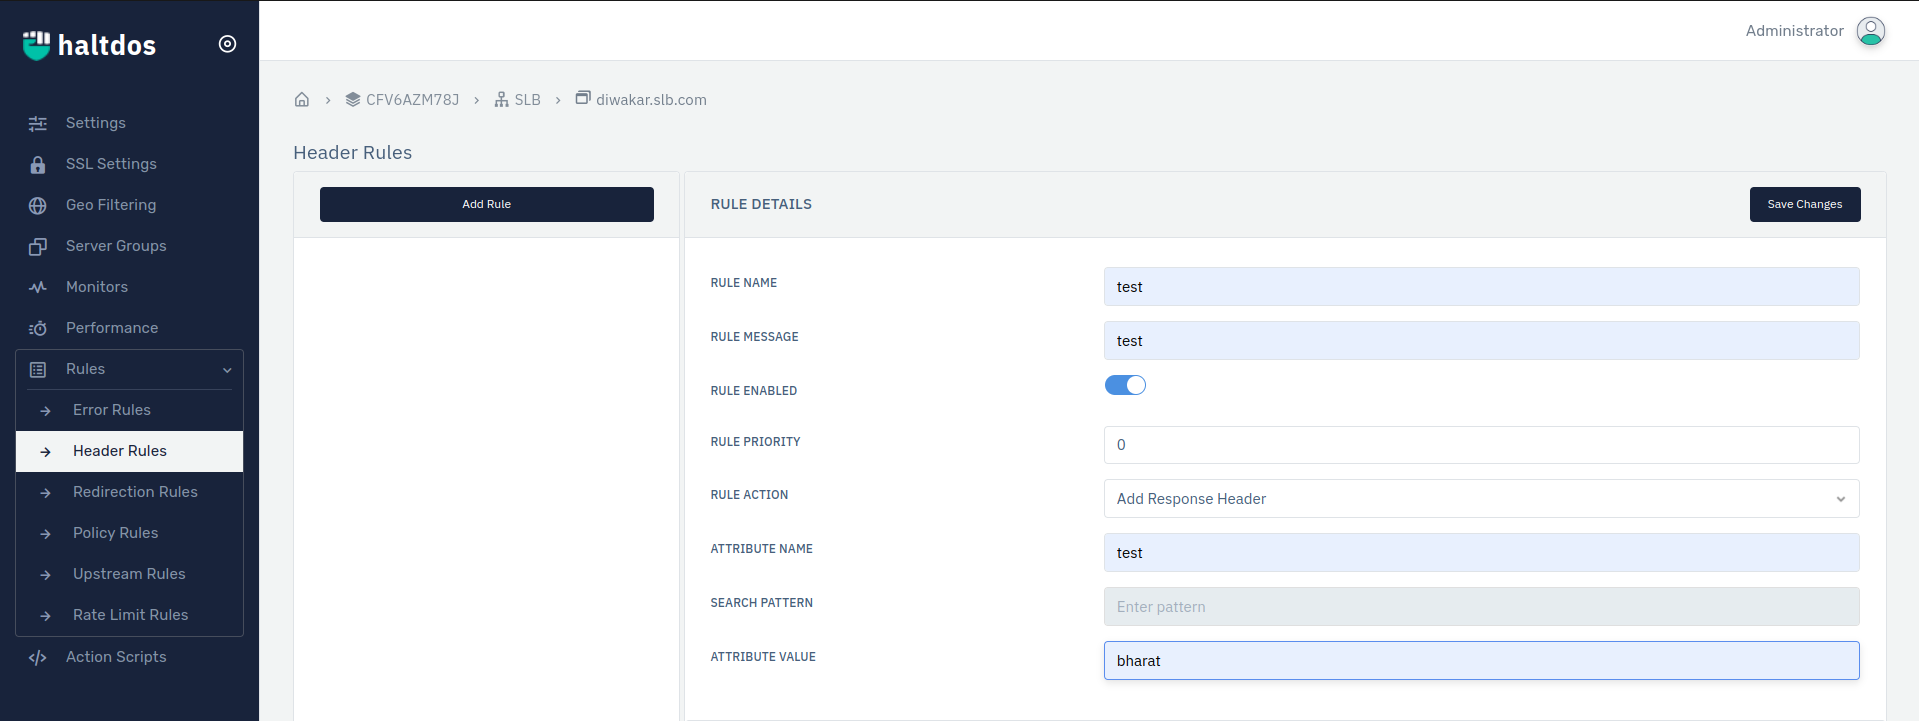 haltdos
Administrator
CFV6AZM78J
SLB
diwakar.slb.com
Settings
SSL Settings
Geo Filtering
Server Groups
Monitors
Performance
Rules
Error Rules
Header Rules
Redirection Rules
Policy Rules
Upstream Rules
Rate Limit Rules
Action Scripts
Header Rules
Add Rule
RULE DETAILS
Save Changes
RULE NAME
test
RULE MESSAGE
test
RULE ENABLED
RULE PRIORITY
0
RULE ACTION
Add Response Header
ATTRIBUTE NAME
test
SEARCH PATTERN
Enter pattern
ATTRIBUTE VALUE
bharat